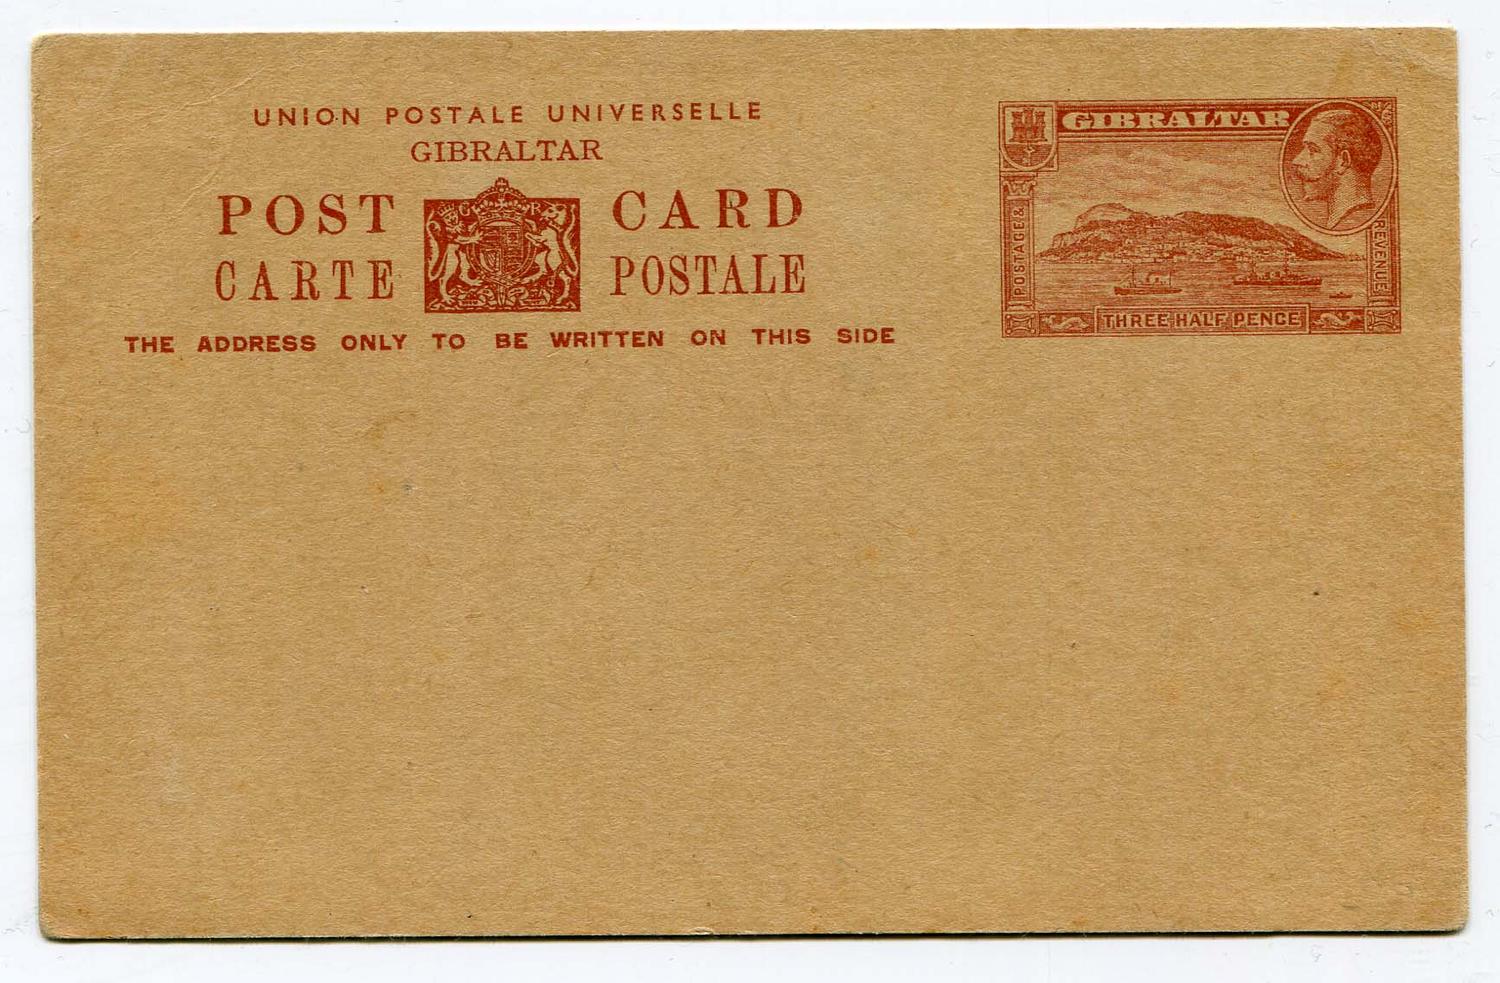 UNION POSTALE UNIVERSELLE
GIBRALTAR
POST CARD
CARTE POSTALE
G R
THE ADDRESS ONLY TO BE WRITTEN ON THIS SIDE
GIBRALTAR
POSTAGE &
REVENUE
THREE HALF PENCE